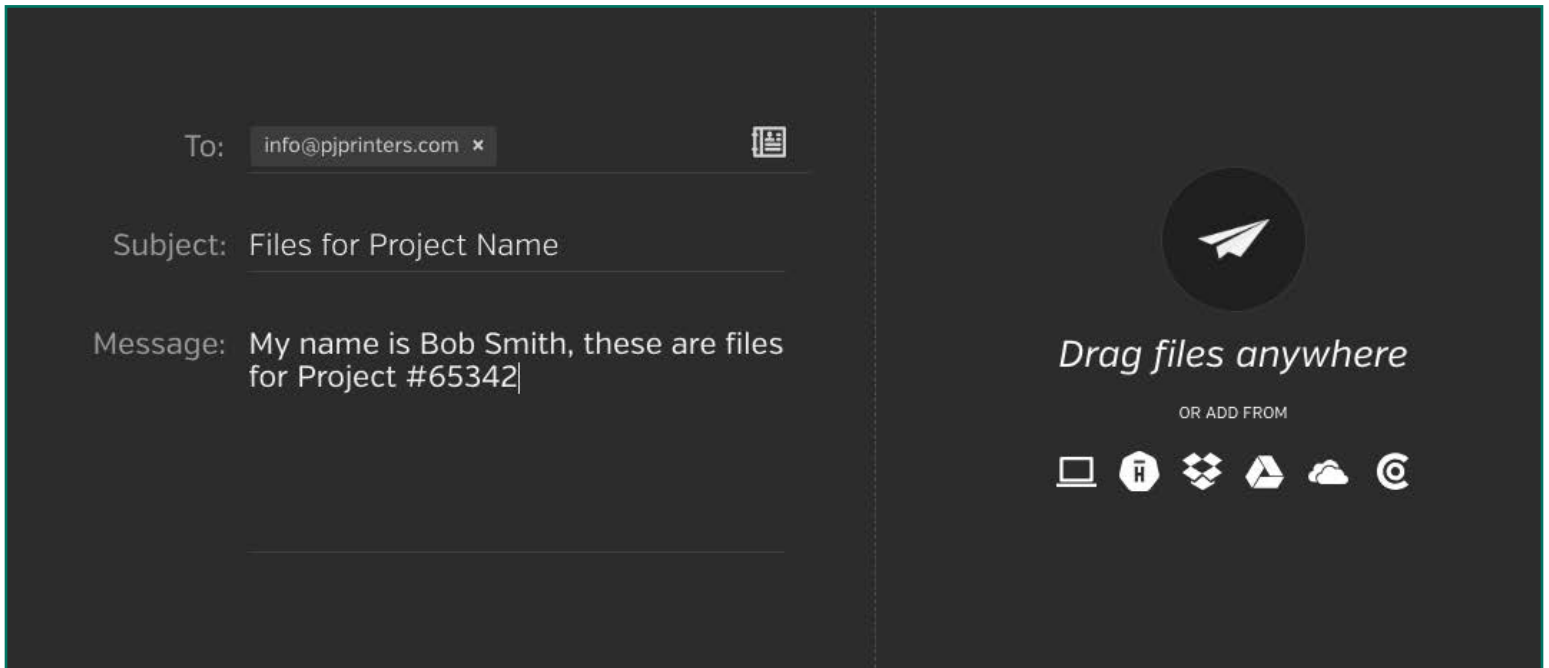 To: info@pjprinters.com ×
Subject: Files for Project Name
Message: My name is Bob Smith, these are files
for Project #65342
Drag files anywhere
OR ADD FROM
H